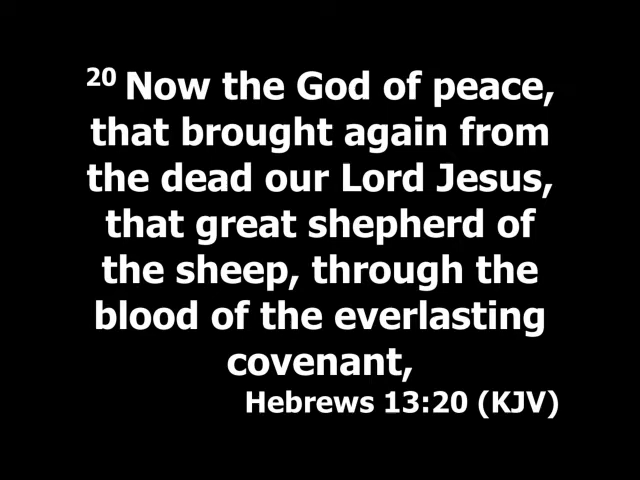 20 Now the God of peace,
that brought again from
the dead our Lord Jesus,
that great shepherd of
the sheep, through the
blood of the everlasting
covenant,
Hebrews 13:20 (KJV)